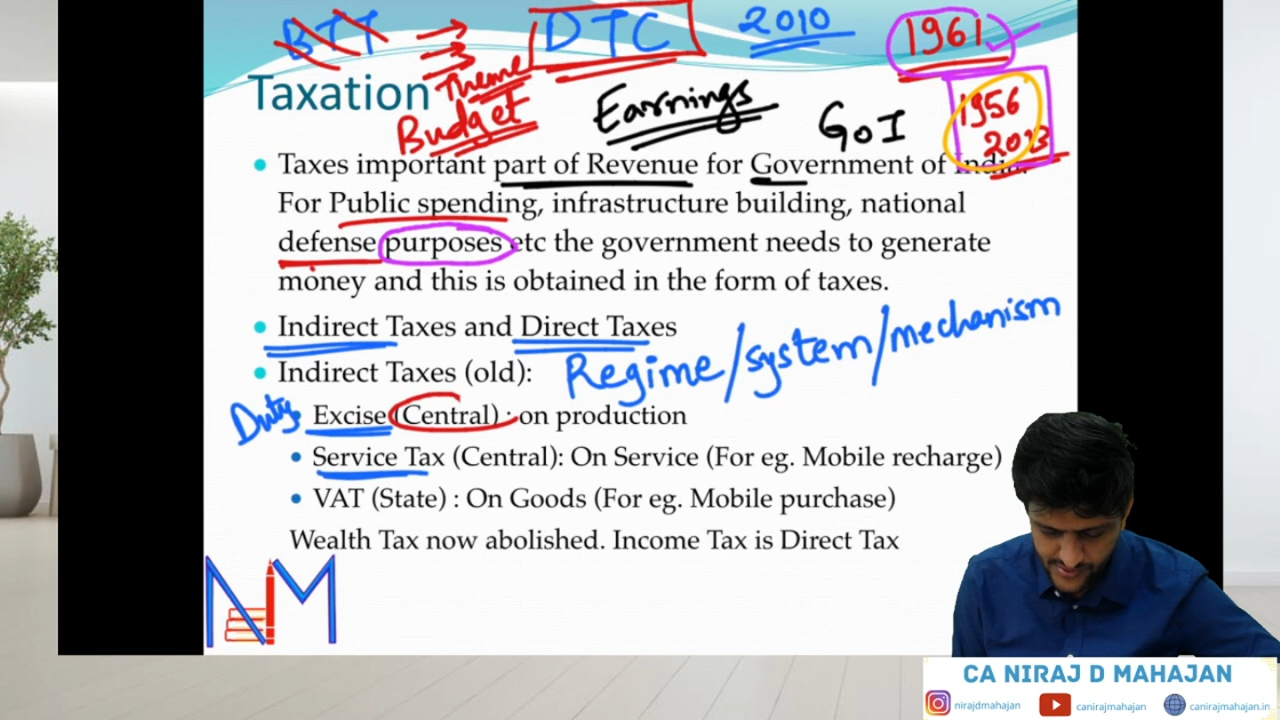 BTT → DTC 2010 1961
Theme
Taxation Budget Earnings GoI 1956
2013
• Taxes important part of Revenue for Government of India.
For Public spending, infrastructure building, national
defense purposes etc the government needs to generate
money and this is obtained in the form of taxes.
• Indirect Taxes and Direct Taxes
• Indirect Taxes (old): Regime/system/mechanism
Duty Excise (Central) : on production
• Service Tax (Central): On Service (For eg. Mobile recharge)
• VAT (State) : On Goods (For eg. Mobile purchase)
Wealth Tax now abolished. Income Tax is Direct Tax
NM
CA NIRAJ D MAHAJAN
nirajdmahajan canirajmahajan canirajmahajan.in